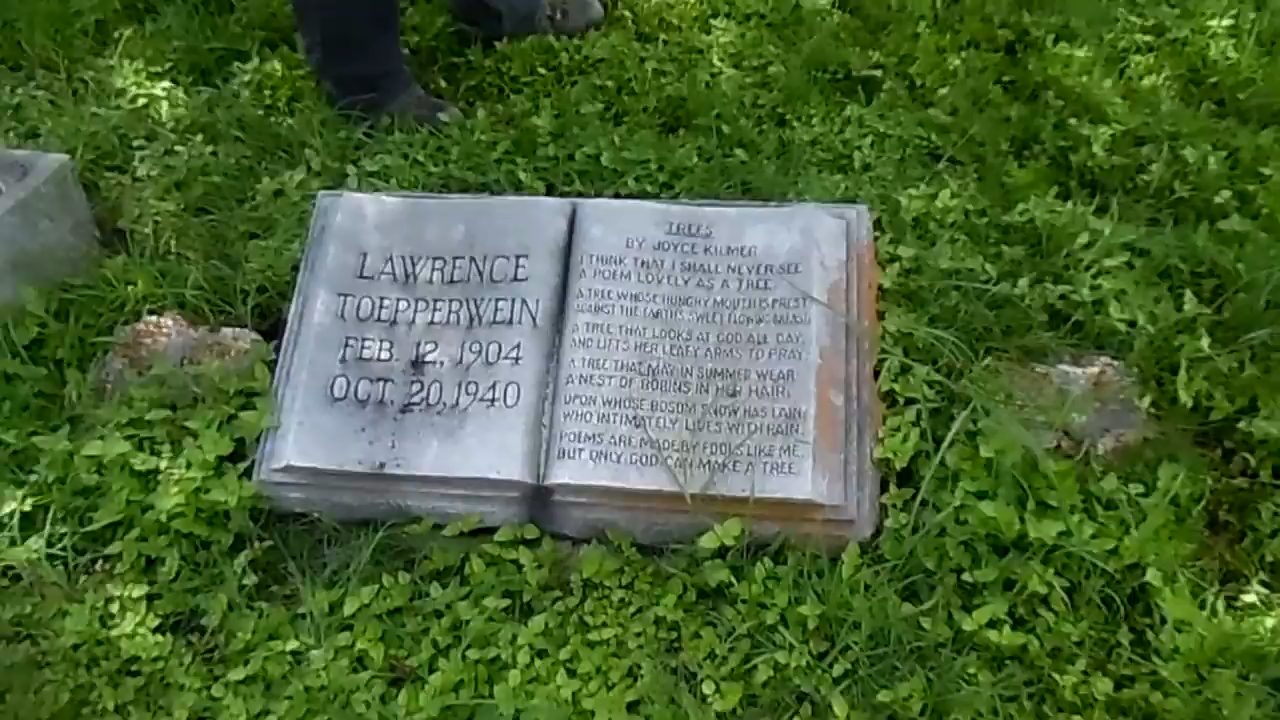 LAWRENCE
TOEPPERWEIN
FEB. 12, 1904
OCT. 20, 1940
TREES
BY JOYCE KILMER
I THINK THAT I SHALL NEVER SEE
A POEM LOVELY AS A TREE.
A TREE WHOSE HUNGRY MOUTH IS PREST
AGAINST THE EARTH'S SWEET FLOWING BREAST
A TREE THAT LOOKS AT GOD ALL DAY,
AND LIFTS HER LEAFY ARMS TO PRAY.
A TREE THAT MAY IN SUMMER WEAR
A NEST OF ROBINS IN HER HAIR;
UPON WHOSE BOSOM SNOW HAS LAIN;
WHO INTIMATELY LIVES WITH RAIN.
POEMS ARE MADE BY FOOLS LIKE ME,
BUT ONLY GOD CAN MAKE A TREE.